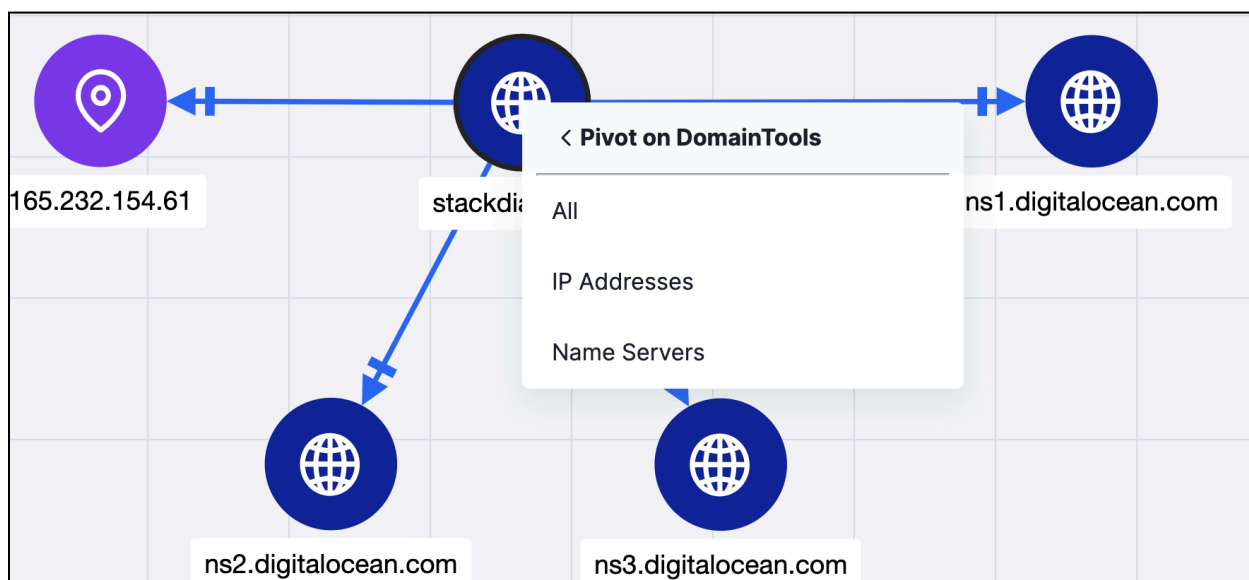 Pivot on DomainTools
165.232.154.61
ns1.digitalocean.com
All
IP Addresses
Name Servers
ns2.digitalocean.com
ns3.digitalocean.com